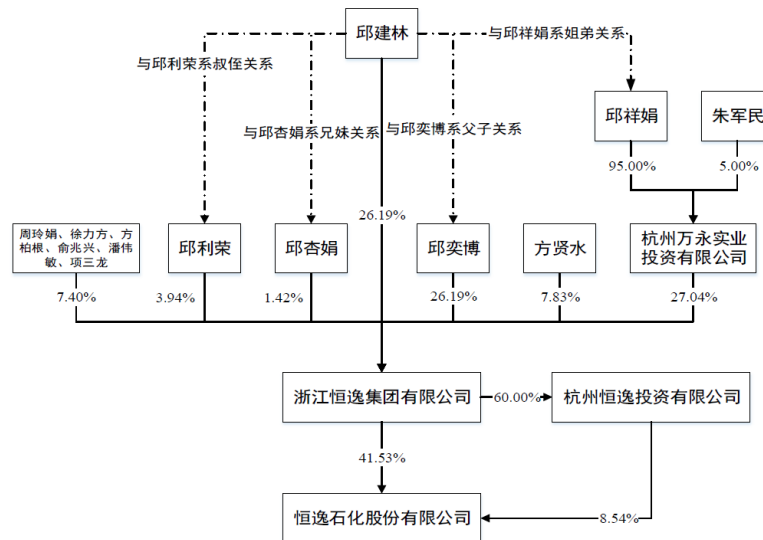 邱建林
与邱祥娟系姐弟关系
与邱利荣系叔侄关系
邱祥娟
朱军民
与邱杏娟系兄妹关系
与邱奕博系父子关系
95.00%
5.00%
26.19%
周玲娟、徐力方、方
柏根、俞兆兴、潘伟
敏、项三龙
邱利荣
邱杏娟
邱奕博
方贤水
杭州万永实业
投资有限公司
7.40%
3.94%
1.42%
26.19%
7.83%
27.04%
浙江恒逸集团有限公司
60.00%
杭州恒逸投资有限公司
41.53%
恒逸石化股份有限公司
8.54%